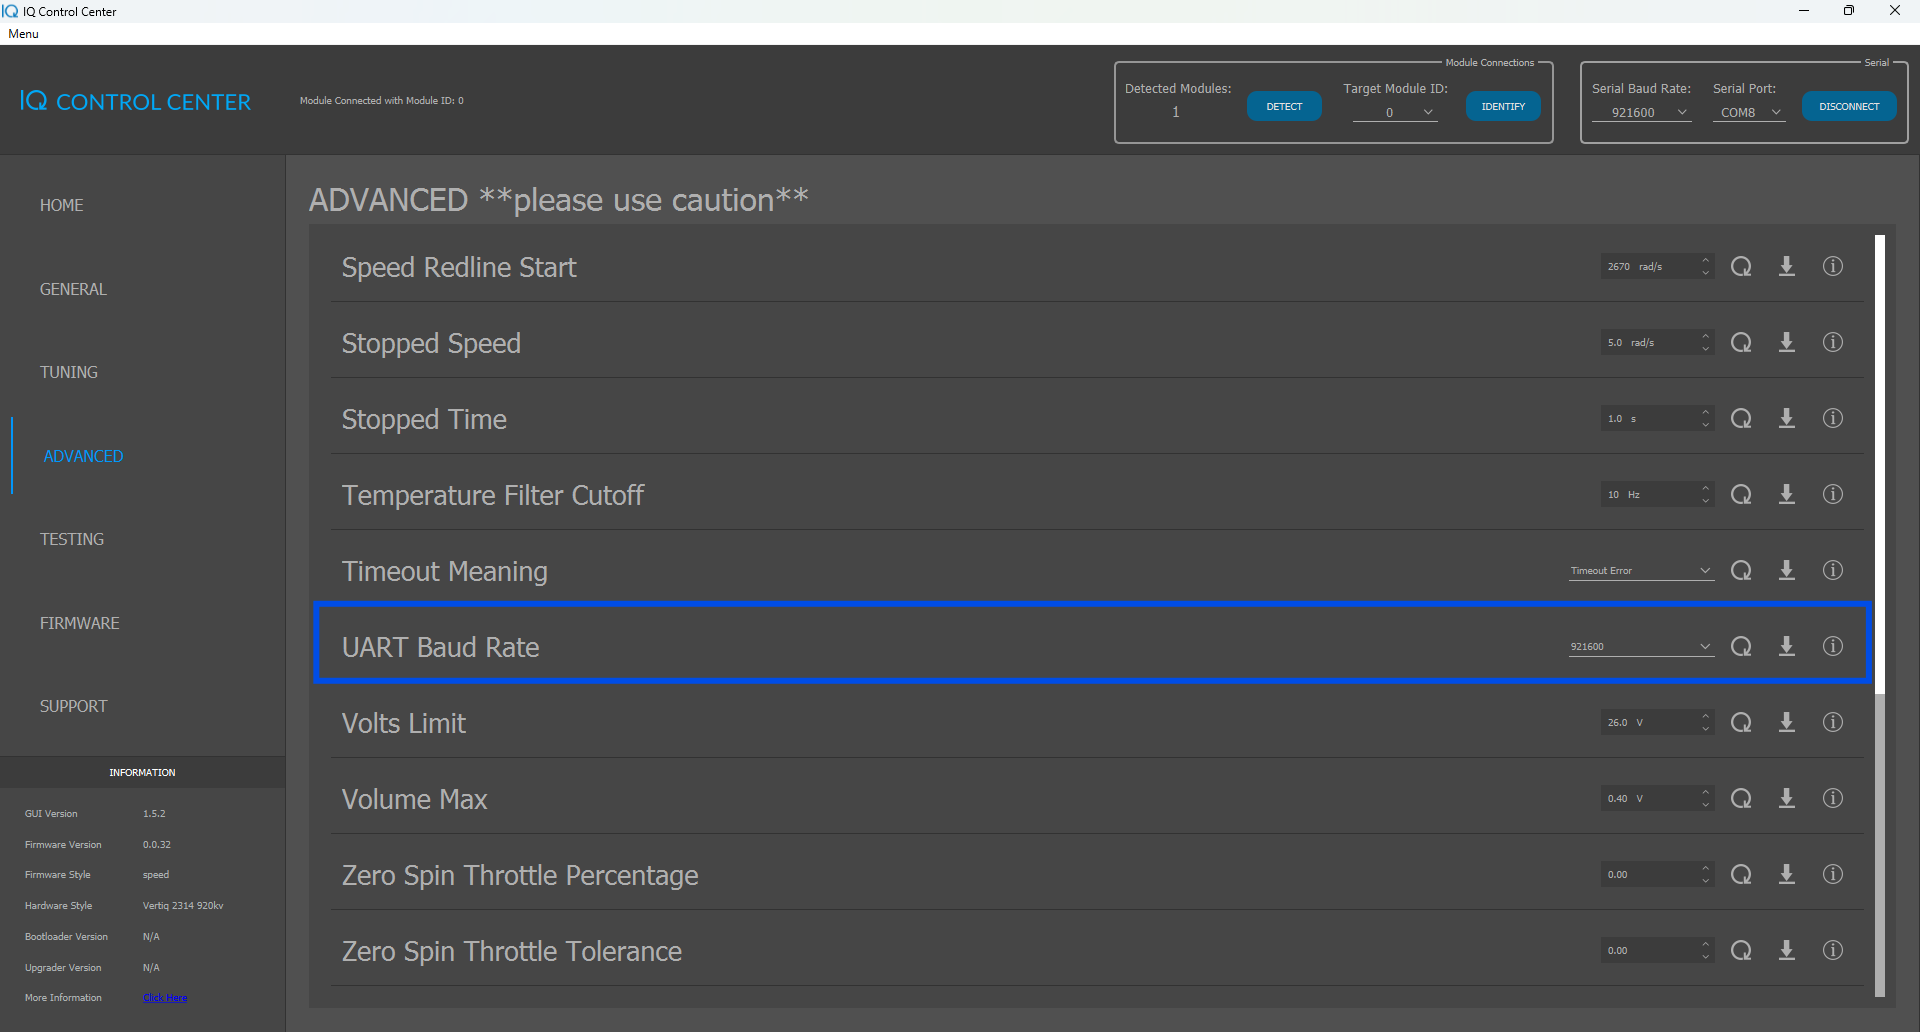 IQ Control Center
Menu
IQ CONTROL CENTER
Module Connected with Module ID: 0
Module Connections
Detected Modules:
1
DETECT
Target Module ID:
0
IDENTIFY
Serial
Serial Baud Rate:
921600
Serial Port:
COM8
DISCONNECT
HOME
GENERAL
TUNING
ADVANCED
TESTING
FIRMWARE
SUPPORT
INFORMATION
GUI Version 1.5.2
Firmware Version 0.0.32
Firmware Style speed
Hardware Style Vertiq 2314 920kv
Bootloader Version N/A
Upgrader Version N/A
More Information Click Here
ADVANCED **please use caution**
Speed Redline Start 2670 rad/s
Stopped Speed 5.0 rad/s
Stopped Time 1.0 s
Temperature Filter Cutoff 10 Hz
Timeout Meaning Timeout Error
UART Baud Rate 921600
Volts Limit 26.0 V
Volume Max 0.40 V
Zero Spin Throttle Percentage 0.00
Zero Spin Throttle Tolerance 0.00